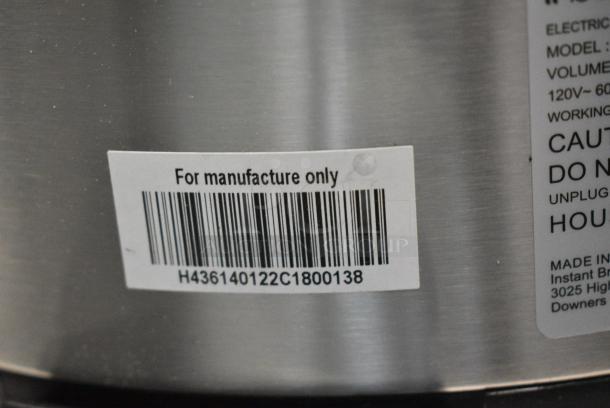 For manufacture only
H436140122C1800138
ELECTRIC
MODEL :
VOLUME
120V~ 60
WORKING
CAUT
DO N
UNPLUG
HOU
MADE IN
Instant Br
3025 High
Downers
GROUP